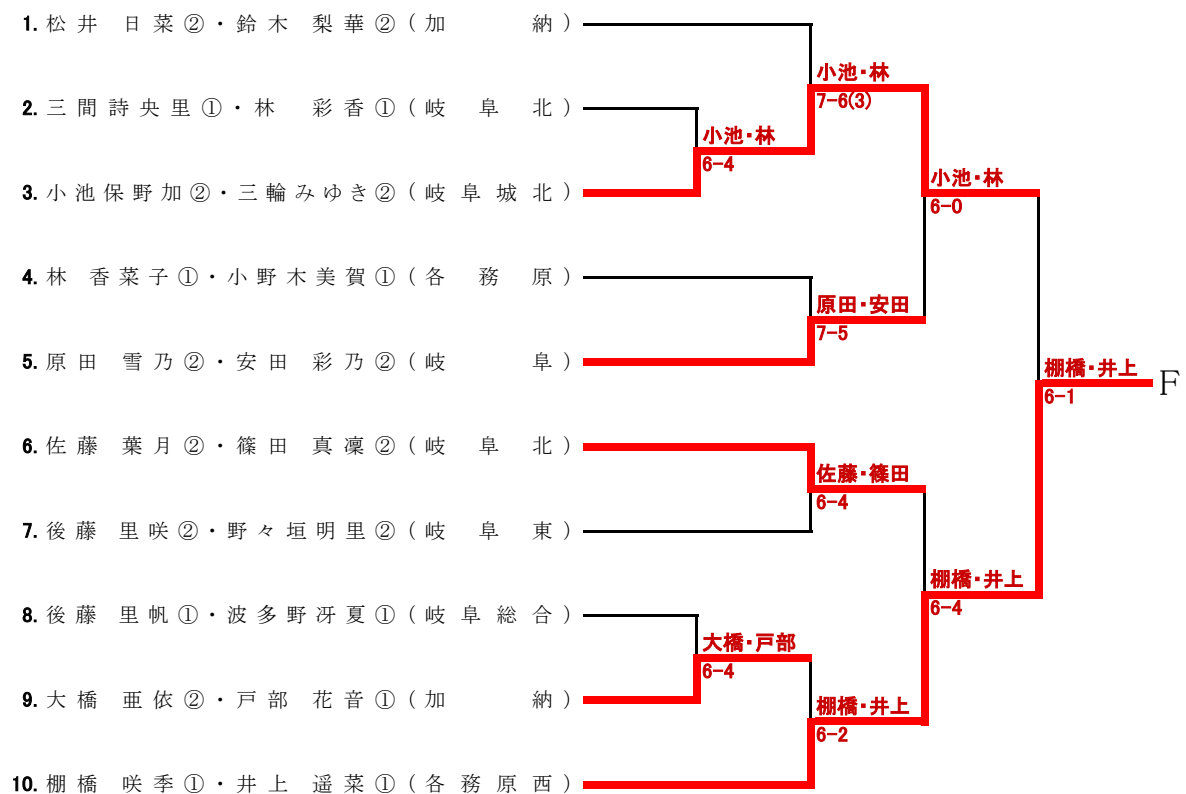 1. 松井 日菜②・鈴木 梨華②(加 納)
小池・林
7-6(3)
2. 三間詩央里①・林 彩香①(岐 阜 北)
小池・林
6-4
3. 小池保野加②・三輪みゆき②(岐 阜 城 北)
小池・林
6-0
4. 林 香菜子①・小野木美賀①(各 務 原)
原田・安田
7-5
5. 原田 雪乃②・安田 彩乃②(岐 阜)
棚橋・井上
6-1
F
6. 佐藤 葉月②・篠田 真凜②(岐 阜 北)
佐藤・篠田
6-4
7. 後藤 里咲②・野々垣明里②(岐 阜 東)
棚橋・井上
6-4
8. 後藤 里帆①・波多野冴夏①(岐 阜 総 合)
大橋・戸部
6-4
9. 大橋 亜依②・戸部 花音①(加 納)
棚橋・井上
6-2
10. 棚橋 咲季①・井上 遥菜①(各 務 原 西)